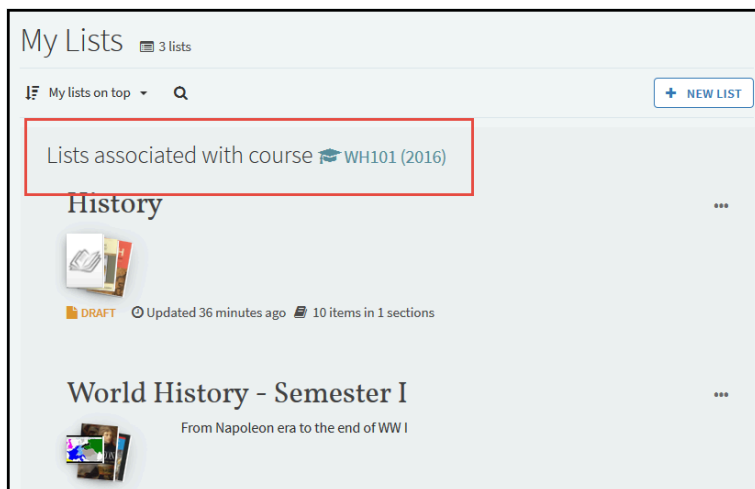 My Lists 3 lists
My lists on top
+ NEW LIST
Lists associated with course WH101 (2016)
History
DRAFT Updated 36 minutes ago 10 items in 1 sections
World History - Semester I
From Napoleon era to the end of WW I